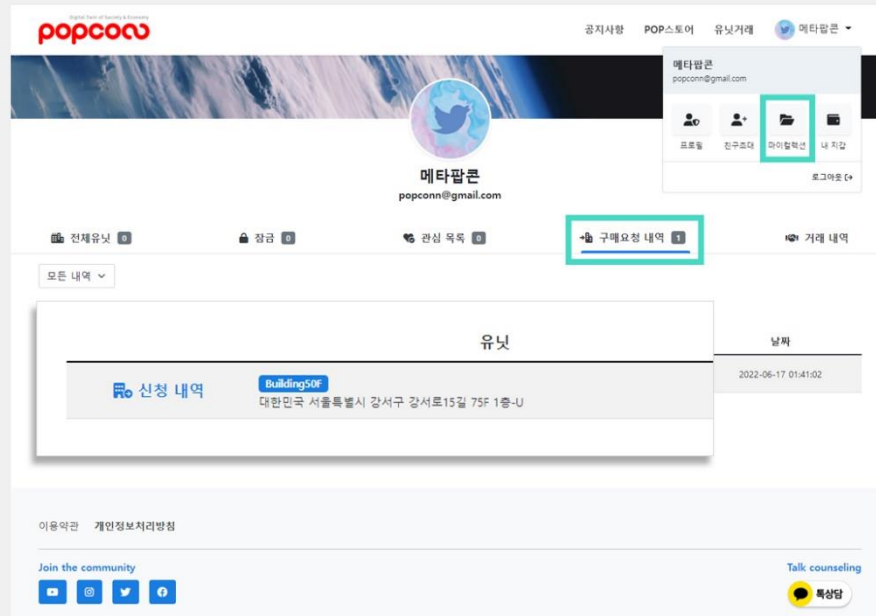 Digital Twin of Society & Economy
popcoㅁㅁ
공지사항 POP스토어 유닛거래 메타팝콘
메타팝콘
popconn@gmail.com
프로필 친구초대 마이컬렉션 내 지갑
로그아웃
메타팝콘
popconn@gmail.com
전체유닛 0 잠금 0 관심 목록 0 구매요청 내역 1 거래 내역
모든 내역
유닛 날짜
신청 내역
Building50F
대한민국 서울특별시 강서구 강서로15길 75F 1층-U
2022-06-17 01:41:02
이용약관 개인정보처리방침
Join the community
Talk counseling
톡상담